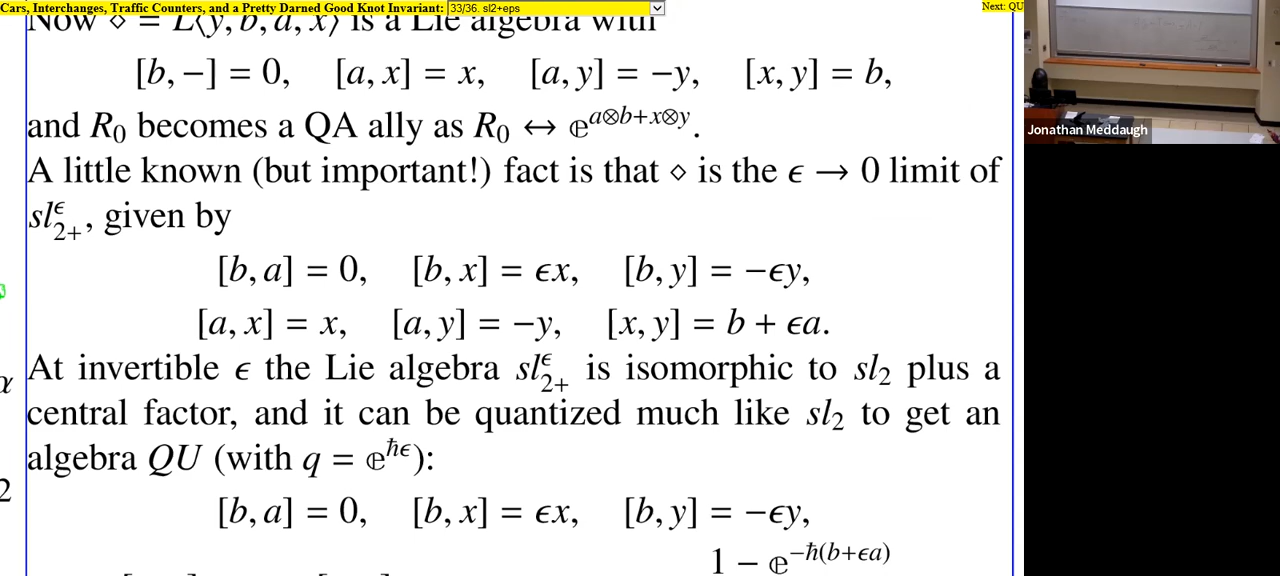 Cars, Interchanges, Traffic Counters, and a Pretty Darned Good Knot Invariant: 33/36. sl2+eps
Next: QU
Now ⋄ = L⟨y, b, a, x⟩ is a Lie algebra with
[b, −] = 0, [a, x] = x, [a, y] = −y, [x, y] = b,
and R₀ becomes a QA ally as R₀ ↔ 𝕖^{a⊗b+x⊗y}.
A little known (but important!) fact is that ⋄ is the ϵ → 0 limit of
sl^ϵ_{2+}, given by
[b, a] = 0, [b, x] = ϵx, [b, y] = −ϵy,
[a, x] = x, [a, y] = −y, [x, y] = b + ϵa.
At invertible ϵ the Lie algebra sl^ϵ_{2+} is isomorphic to sl₂ plus a
central factor, and it can be quantized much like sl₂ to get an
algebra QU (with q = 𝕖^{ℏϵ}):
[b, a] = 0, [b, x] = ϵx, [b, y] = −ϵy,
1 − 𝕖^{−ℏ(b+ϵa)}
α
2
Jonathan Meddaugh